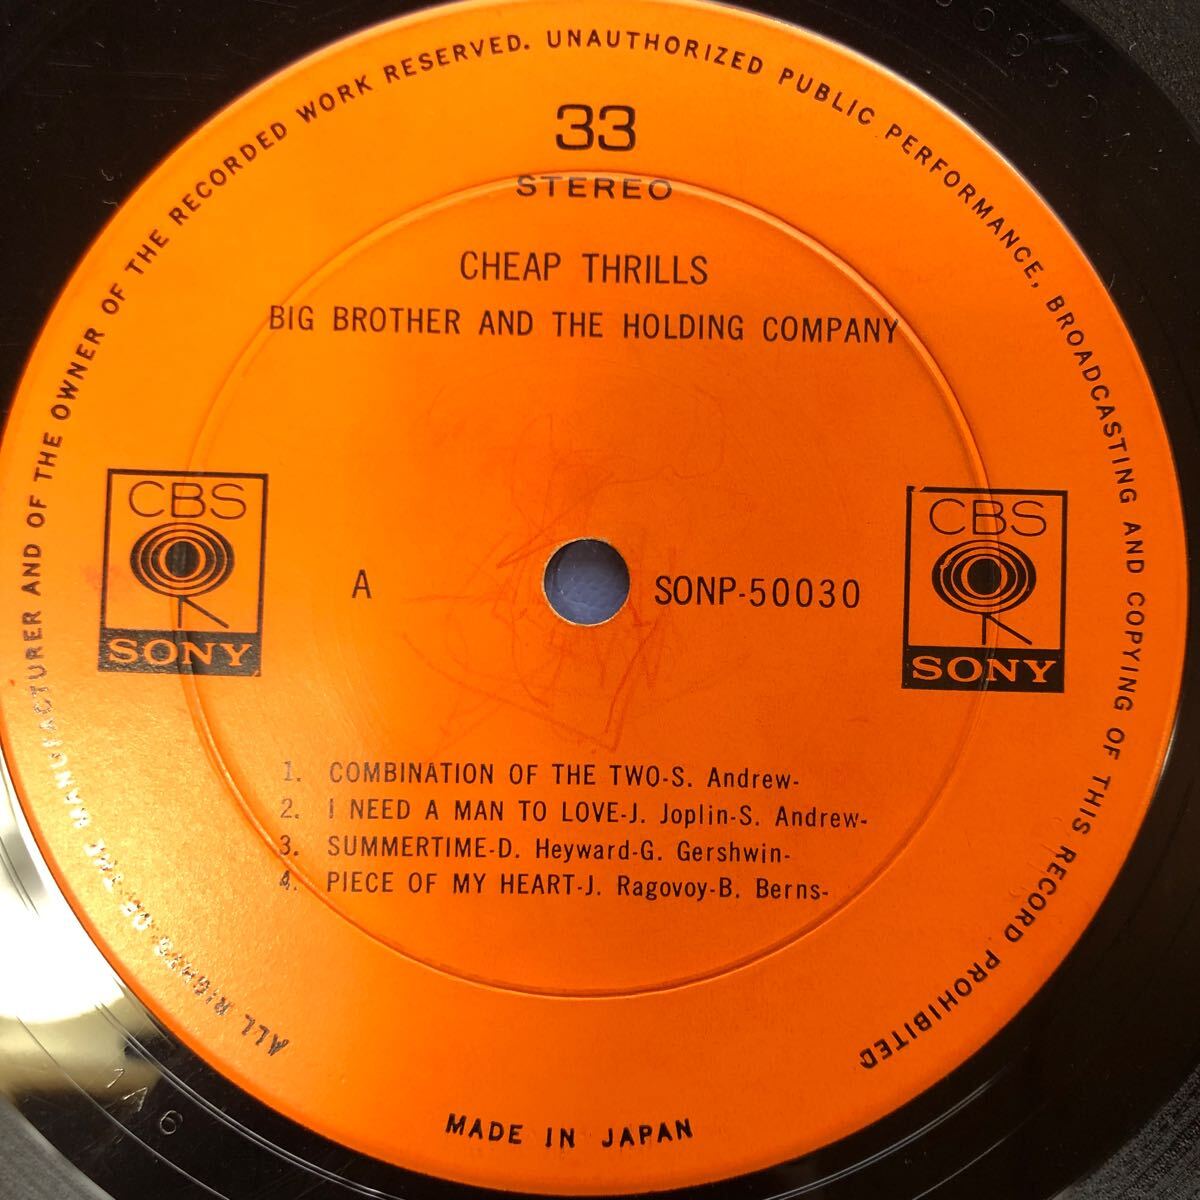 ALL RIGHTS OF THE MANUFACTURER AND OF THE OWNER OF THE RECORDED WORK RESERVED. UNAUTHORIZED PUBLIC PERFORMANCE, BROADCASTING AND COPYING OF THIS RECORD PROHIBITED
33
STEREO
CHEAP THRILLS
BIG BROTHER AND THE HOLDING COMPANY
CBS
SONY
A
SONP-50030
CBS
SONY
1. COMBINATION OF THE TWO-S. Andrew-
2. I NEED A MAN TO LOVE-J. Joplin-S. Andrew-
3. SUMMERTIME-D. Heyward-G. Gershwin-
4. PIECE OF MY HEART-J. Ragovoy-B. Berns-
MADE IN JAPAN
1A6